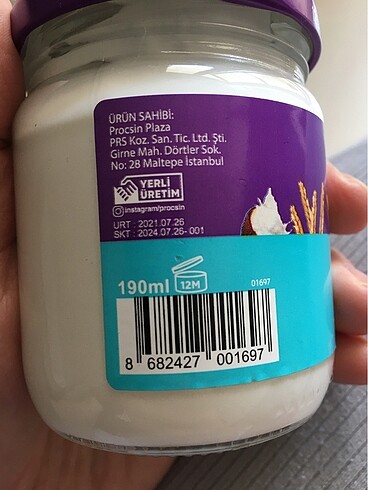 ÜRÜN SAHİBİ:
Procsin Plaza
PRS Koz. San. Tic. Ltd. Şti.
Girne Mah. Dörtler Sok.
No: 28 Maltepe İstanbul
YERLİ
ÜRETİM
instagram/procsin
URT : 2021.07.26
SKT : 2024.07.26-001
190ml 12M 01697
8 682427 001697